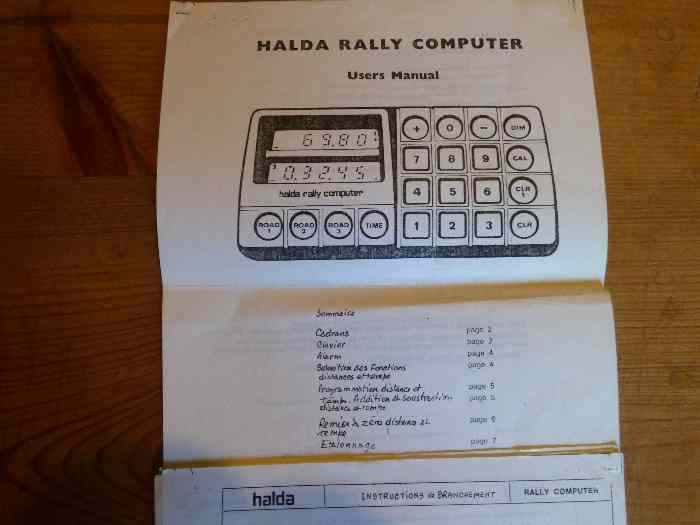 HALDA RALLY COMPUTER
Users Manual
69.80 1
3 0.32.45
halda rally computer
+ 0 - DIM
7 8 9 CAL
4 5 6 CLR 1
ROAD 1 ROAD 2 ROAD 3 TIME 1 2 3 CLR
Sommaire
Cadrans page 2
Clavier page 3
Alarm page 4
Selection des Fonctions page 4
distances et temps
Programmation distance et page 5
temps. Addition et Soustraction page 5
distance et temps
Remise à zéro distance et page 6
temps
Etalonnage page 7
halda INSTRUCTIONS de BRANCHEMENT RALLY COMPUTER